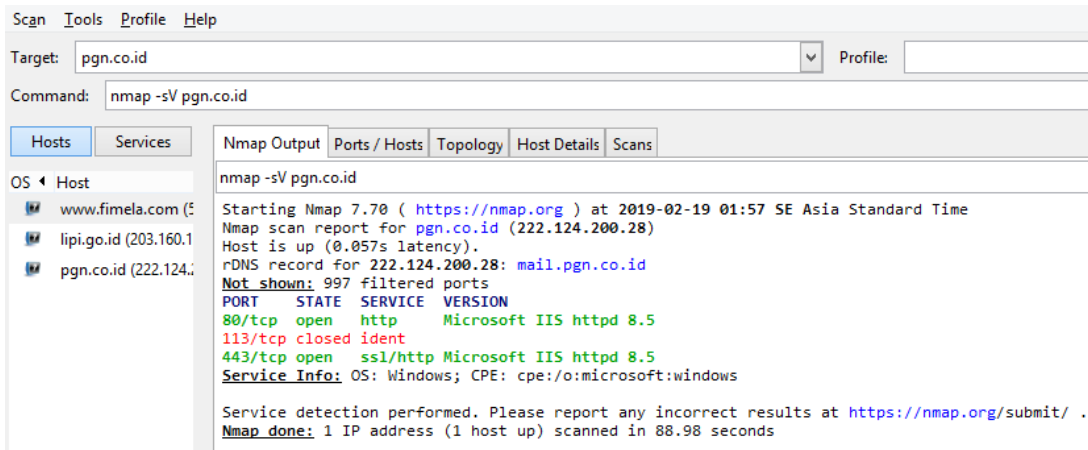 Scan Tools Profile Help
Target: pgn.co.id Profile:
Command: nmap -sV pgn.co.id
Hosts Services Nmap Output Ports / Hosts Topology Host Details Scans
OS Host
www.fimela.com (5
lipi.go.id (203.160.1
pgn.co.id (222.124.2
nmap -sV pgn.co.id
Starting Nmap 7.70 ( https://nmap.org ) at 2019-02-19 01:57 SE Asia Standard Time
Nmap scan report for pgn.co.id (222.124.200.28)
Host is up (0.057s latency).
rDNS record for 222.124.200.28: mail.pgn.co.id
Not shown: 997 filtered ports
PORT STATE SERVICE VERSION
80/tcp open http Microsoft IIS httpd 8.5
113/tcp closed ident
443/tcp open ssl/http Microsoft IIS httpd 8.5
Service Info: OS: Windows; CPE: cpe:/o:microsoft:windows
Service detection performed. Please report any incorrect results at https://nmap.org/submit/ .
Nmap done: 1 IP address (1 host up) scanned in 88.98 seconds